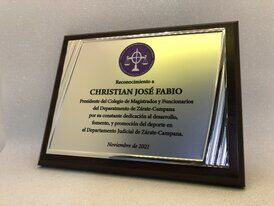 Reconocimiento a
CHRISTIAN JOSÉ FABIO
Presidente del Colegio de Magistrados y Funcionarios
del Departamento de Zárate-Campana
por su constante dedicación al desarrollo,
fomento, y promoción del deporte en
el Departamento Judicial de Zárate-Campana.
Noviembre de 2021